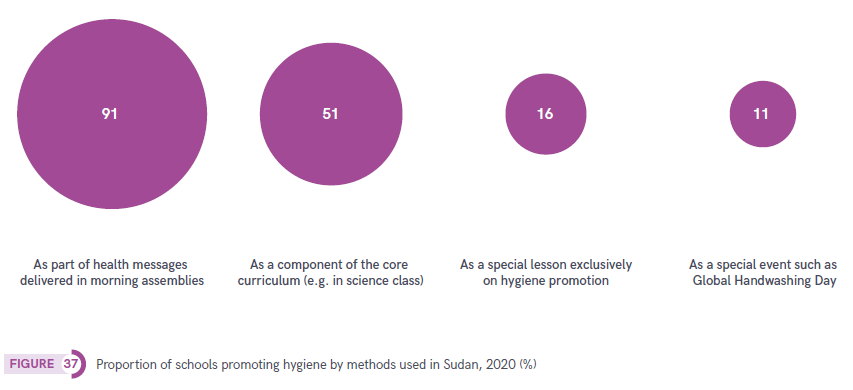 91
51
16
11
As part of health messages
delivered in morning assemblies
As a component of the core
curriculum (e.g. in science class)
As a special lesson exclusively
on hygiene promotion
As a special event such as
Global Handwashing Day
FIGURE 37 Proportion of schools promoting hygiene by methods used in Sudan, 2020 (%)